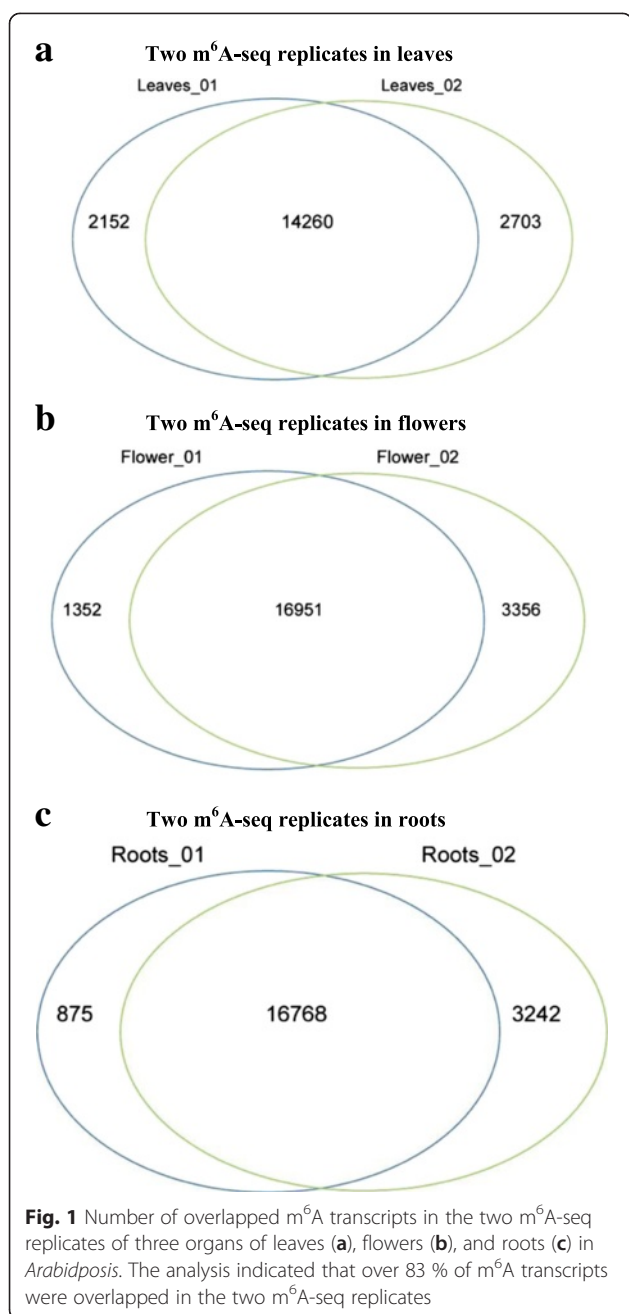 a Two m⁶A-seq replicates in leaves
Leaves_01 Leaves_02
2152 14260 2703
b Two m⁶A-seq replicates in flowers
Flower_01 Flower_02
1352 16951 3356
c Two m⁶A-seq replicates in roots
Roots_01 Roots_02
875 16768 3242
Fig. 1 Number of overlapped m⁶A transcripts in the two m⁶A-seq
replicates of three organs of leaves (a), flowers (b), and roots (c) in
Arabidposis. The analysis indicated that over 83 % of m⁶A transcripts
were overlapped in the two m⁶A-seq replicates